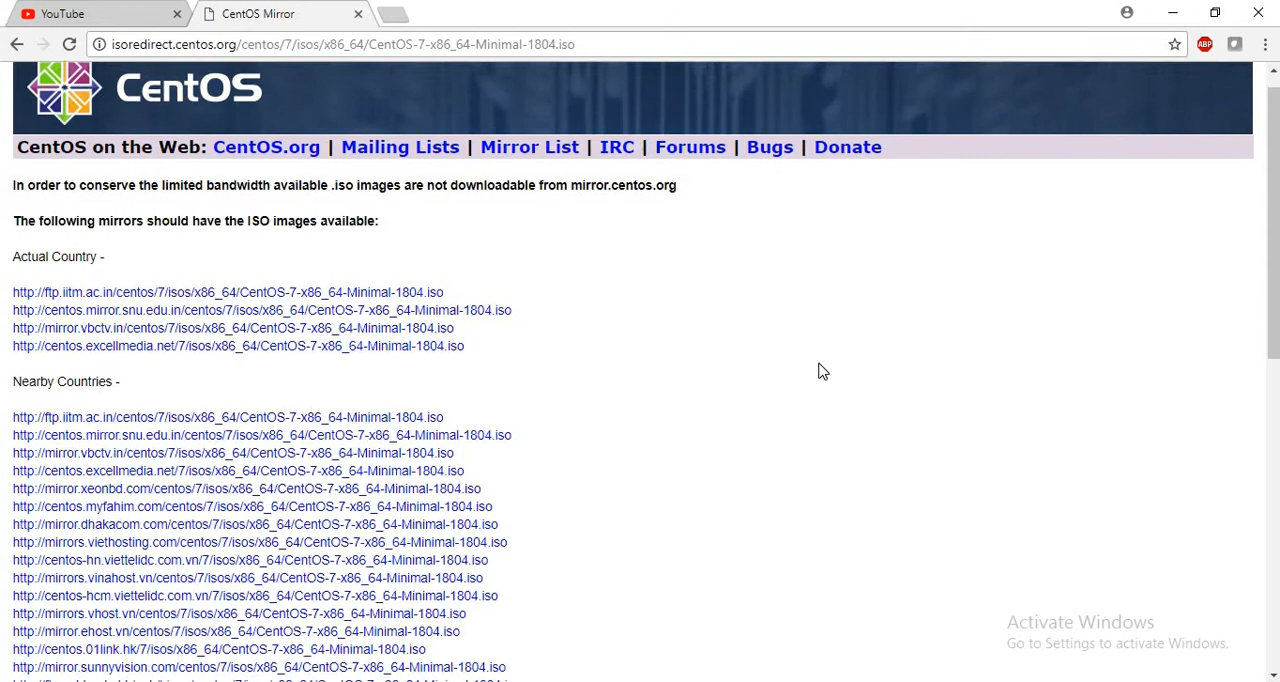 YouTube
CentOS Mirror
isoredirect.centos.org/centos/7/isos/x86_64/CentOS-7-x86_64-Minimal-1804.iso
ABP
CentOS
CentOS on the Web: CentOS.org | Mailing Lists | Mirror List | IRC | Forums | Bugs | Donate
In order to conserve the limited bandwidth available .iso images are not downloadable from mirror.centos.org
The following mirrors should have the ISO images available:
Actual Country -
http://ftp.iitm.ac.in/centos/7/isos/x86_64/CentOS-7-x86_64-Minimal-1804.iso
http://centos.mirror.snu.edu.in/centos/7/isos/x86_64/CentOS-7-x86_64-Minimal-1804.iso
http://mirror.vbctv.in/centos/7/isos/x86_64/CentOS-7-x86_64-Minimal-1804.iso
http://centos.excellmedia.net/7/isos/x86_64/CentOS-7-x86_64-Minimal-1804.iso
Nearby Countries -
http://ftp.iitm.ac.in/centos/7/isos/x86_64/CentOS-7-x86_64-Minimal-1804.iso
http://centos.mirror.snu.edu.in/centos/7/isos/x86_64/CentOS-7-x86_64-Minimal-1804.iso
http://mirror.vbctv.in/centos/7/isos/x86_64/CentOS-7-x86_64-Minimal-1804.iso
http://centos.excellmedia.net/7/isos/x86_64/CentOS-7-x86_64-Minimal-1804.iso
http://mirror.xeonbd.com/centos/7/isos/x86_64/CentOS-7-x86_64-Minimal-1804.iso
http://centos.myfahim.com/centos/7/isos/x86_64/CentOS-7-x86_64-Minimal-1804.iso
http://mirror.dhakacom.com/centos/7/isos/x86_64/CentOS-7-x86_64-Minimal-1804.iso
http://mirrors.viethosting.com/centos/7/isos/x86_64/CentOS-7-x86_64-Minimal-1804.iso
http://centos-hn.viettelidc.com.vn/7/isos/x86_64/CentOS-7-x86_64-Minimal-1804.iso
http://mirrors.vinahost.vn/centos/7/isos/x86_64/CentOS-7-x86_64-Minimal-1804.iso
http://centos-hcm.viettelidc.com.vn/7/isos/x86_64/CentOS-7-x86_64-Minimal-1804.iso
http://mirrors.vhost.vn/centos/7/isos/x86_64/CentOS-7-x86_64-Minimal-1804.iso
http://mirror.ehost.vn/centos/7/isos/x86_64/CentOS-7-x86_64-Minimal-1804.iso
http://centos.01link.hk/7/isos/x86_64/CentOS-7-x86_64-Minimal-1804.iso
http://mirror.sunnyvision.com/centos/7/isos/x86_64/CentOS-7-x86_64-Minimal-1804.iso
Activate Windows
Go to Settings to activate Windows.